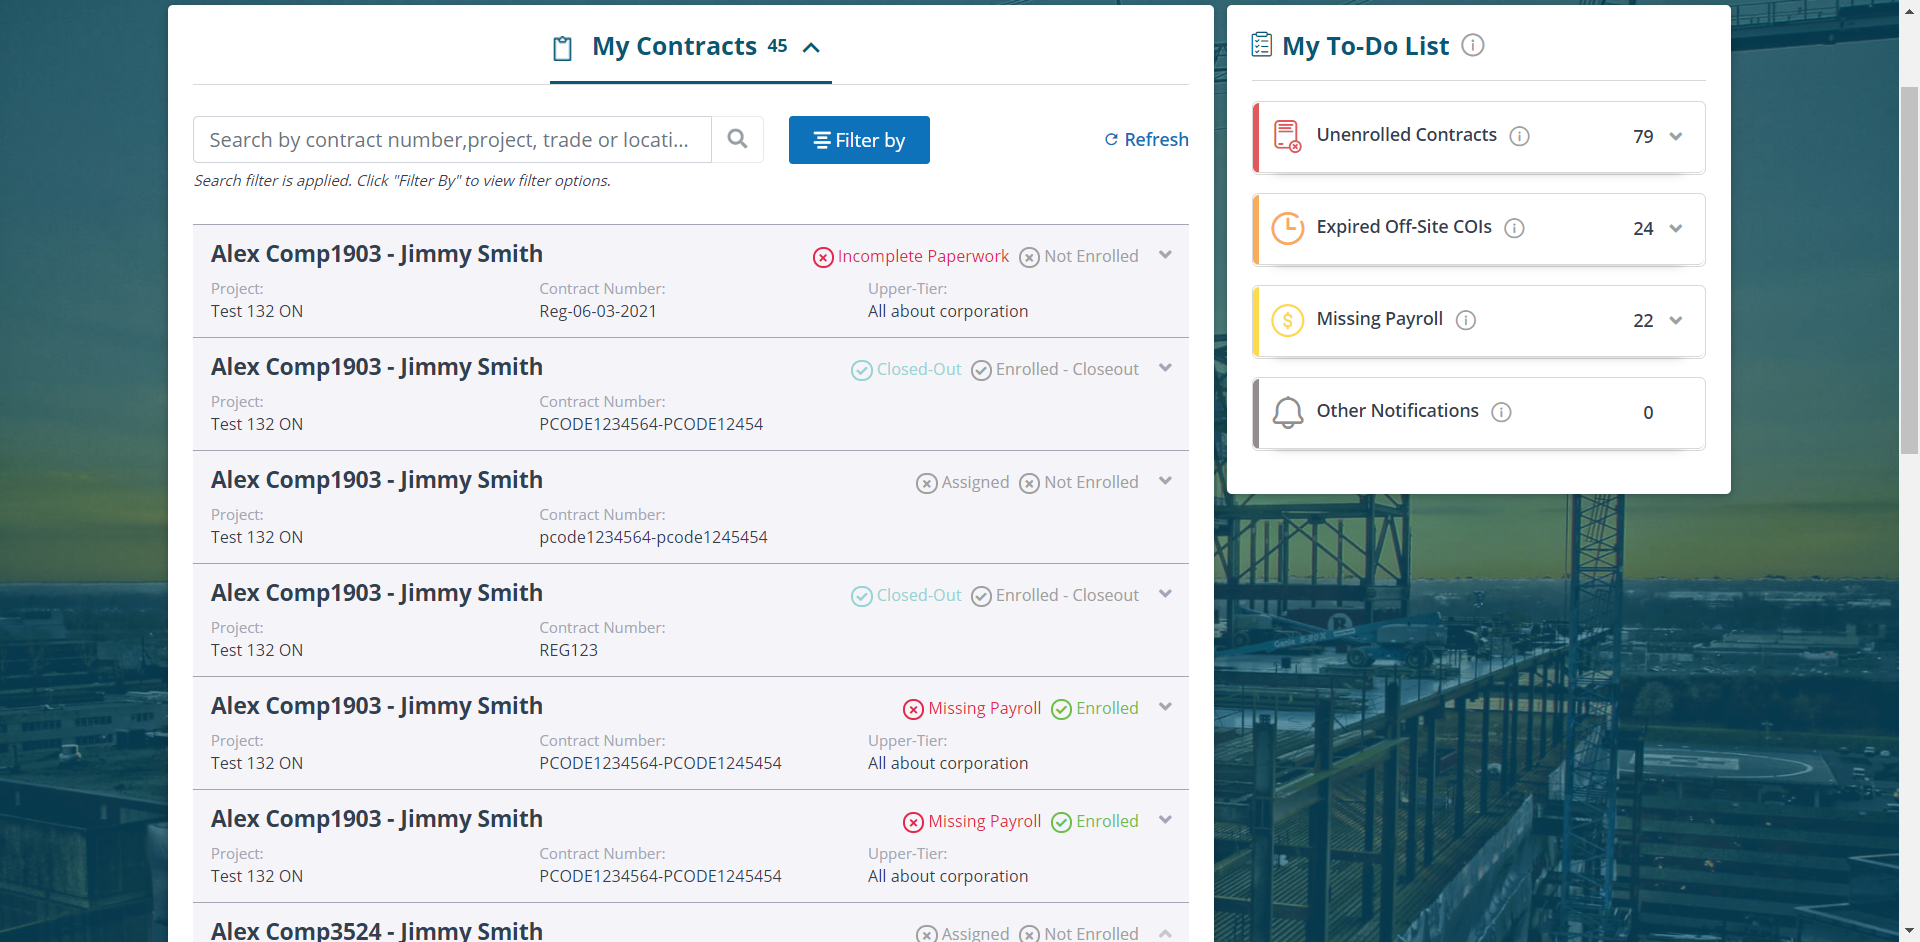 My Contracts 45
Search by contract number,project, trade or locati...
Filter by
Refresh
Search filter is applied. Click "Filter By" to view filter options.
Alex Comp1903 - Jimmy Smith
Incomplete Paperwork Not Enrolled
Project: Contract Number: Upper-Tier:
Test 132 ON Reg-06-03-2021 All about corporation
Alex Comp1903 - Jimmy Smith
Closed-Out Enrolled - Closeout
Project: Contract Number:
Test 132 ON PCODE1234564-PCODE12454
Alex Comp1903 - Jimmy Smith
Assigned Not Enrolled
Project: Contract Number:
Test 132 ON pcode1234564-pcode1245454
Alex Comp1903 - Jimmy Smith
Closed-Out Enrolled - Closeout
Project: Contract Number:
Test 132 ON REG123
Alex Comp1903 - Jimmy Smith
Missing Payroll Enrolled
Project: Contract Number: Upper-Tier:
Test 132 ON PCODE1234564-PCODE1245454 All about corporation
Alex Comp1903 - Jimmy Smith
Missing Payroll Enrolled
Project: Contract Number: Upper-Tier:
Test 132 ON PCODE1234564-PCODE1245454 All about corporation
Alex Comp3524 - Jimmy Smith
Assigned Not Enrolled
My To-Do List
Unenrolled Contracts 79
Expired Off-Site COIs 24
Missing Payroll 22
Other Notifications 0